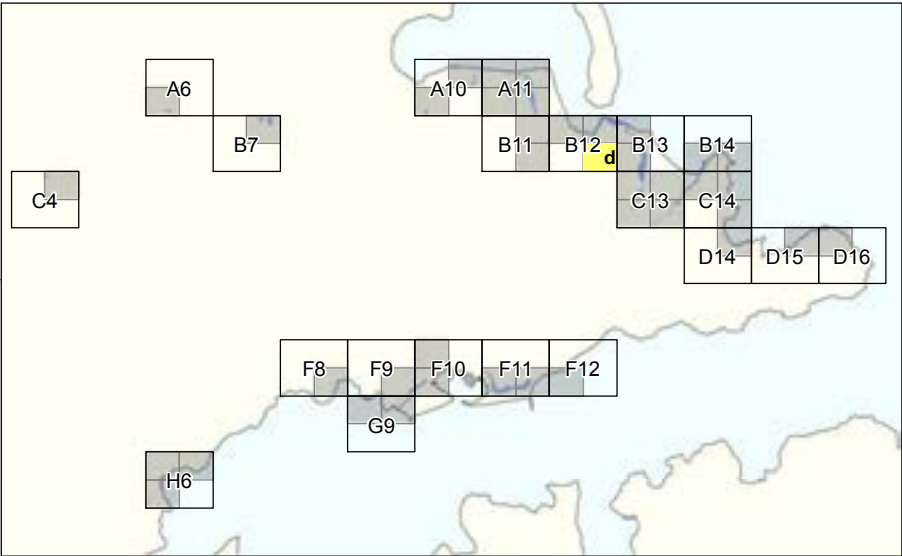 A6 A10 A11
B7 B11 B12 d B13 B14
C4 C13 C14
D14 D15 D16
F8 F9 F10 F11 F12
G9
H6